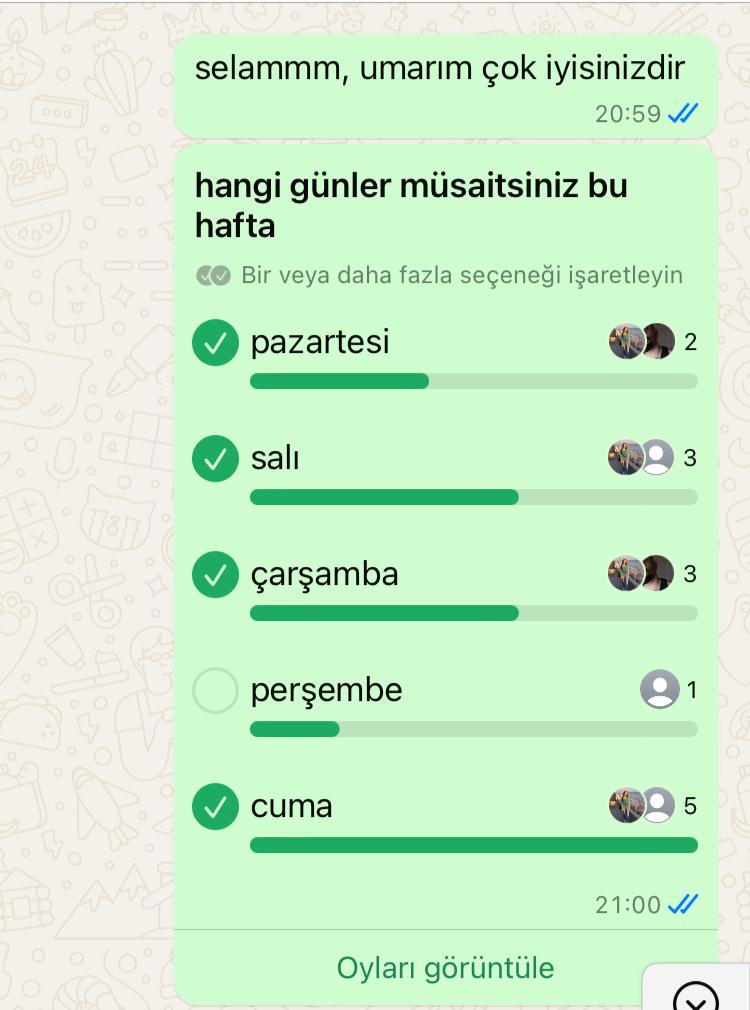 selammm, umarım çok iyisinizdir
20:59
hangi günler müsaitsiniz bu
hafta
Bir veya daha fazla seçeneği işaretleyin
pazartesi 2
salı 3
çarşamba 3
perşembe 1
cuma 5
21:00
Oyları görüntüle
24